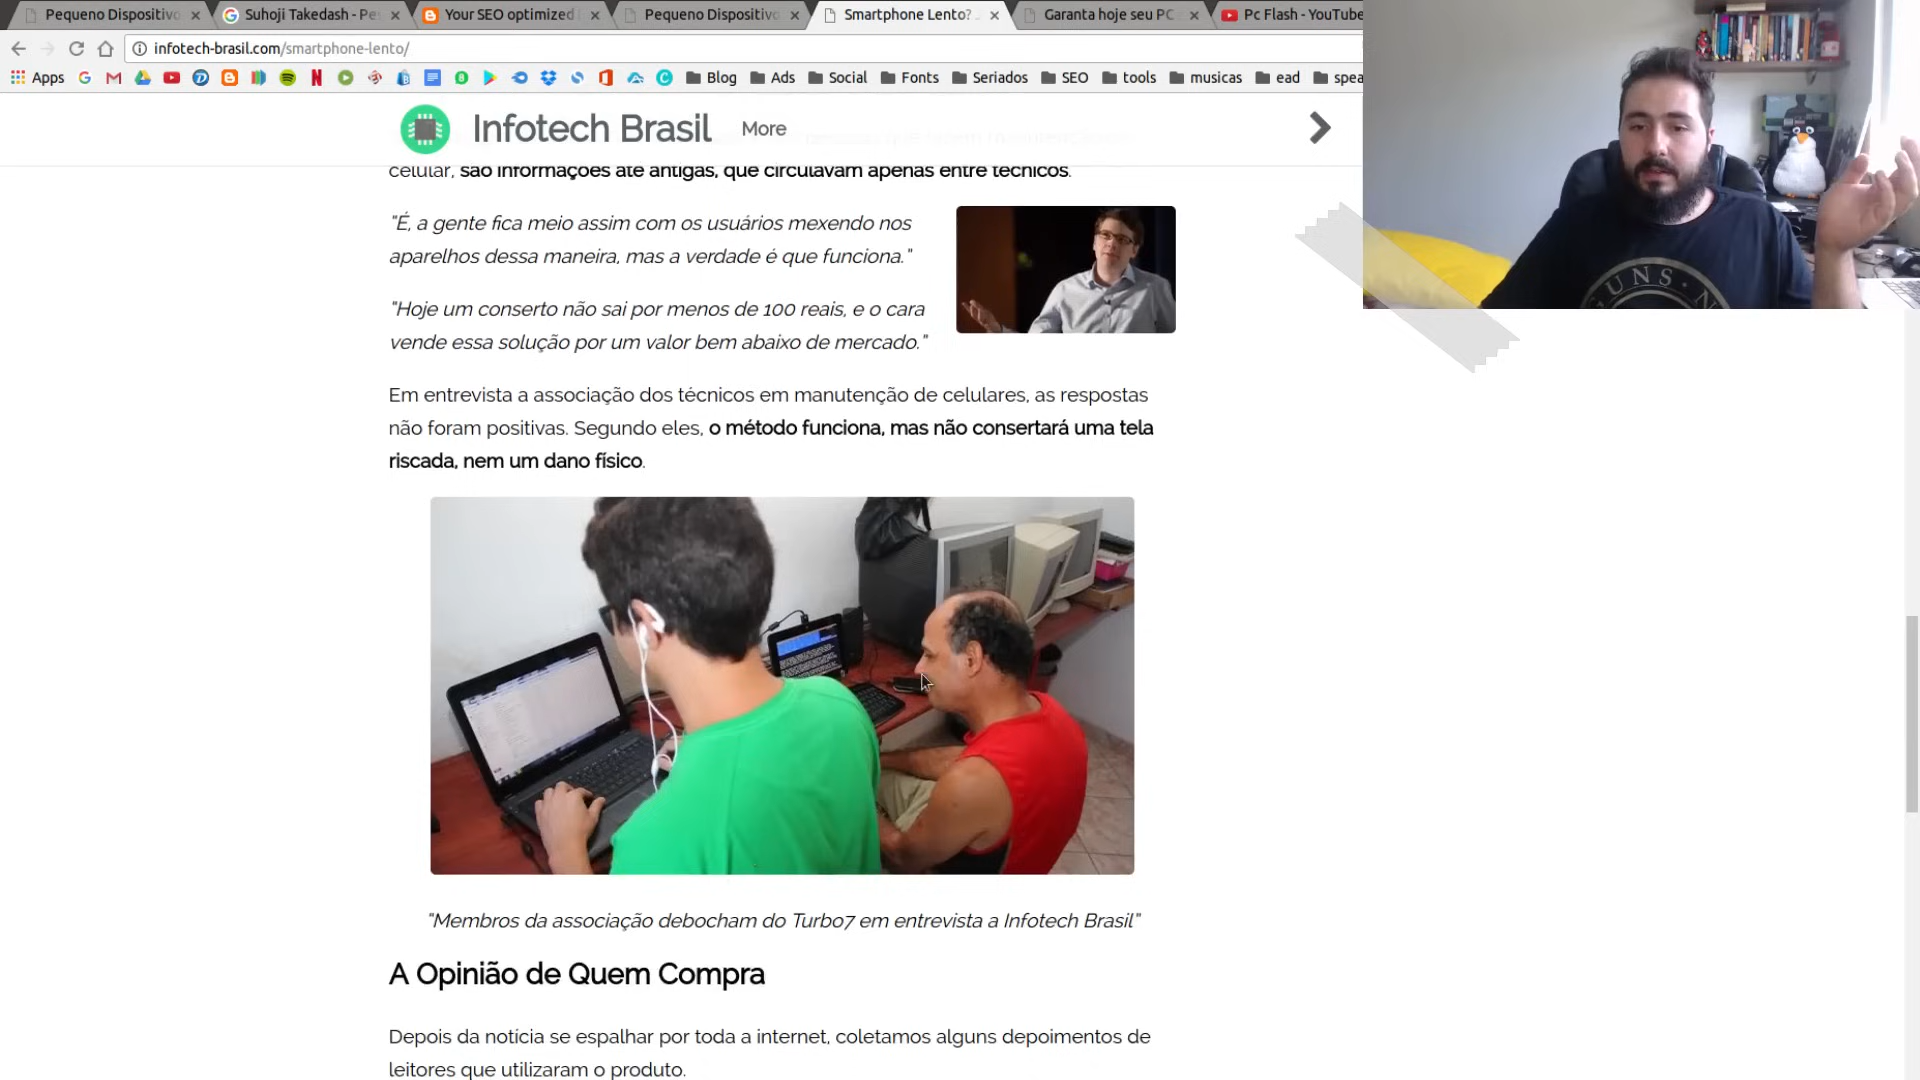 Pequeno Dispositivo
Suhoji Takedash - Pes
Your SEO optimized
Pequeno Dispositivo
Smartphone Lento?
Garanta hoje seu PC
Pc Flash - YouTube
infotech-brasil.com/smartphone-lento/
Apps
Blog
Ads
Social
Fonts
Seriados
SEO
tools
musicas
ead
spea
Infotech Brasil
More
celular, são informações até antigas, que circulavam apenas entre técnicos.
"É, a gente fica meio assim com os usuários mexendo nos
aparelhos dessa maneira, mas a verdade é que funciona."
"Hoje um conserto não sai por menos de 100 reais, e o cara
vende essa solução por um valor bem abaixo de mercado."
Em entrevista a associação dos técnicos em manutenção de celulares, as respostas
não foram positivas. Segundo eles, o método funciona, mas não consertará uma tela
riscada, nem um dano físico.
"Membros da associação debocham do Turbo7 em entrevista a Infotech Brasil"
A Opinião de Quem Compra
Depois da notícia se espalhar por toda a internet, coletamos alguns depoimentos de
leitores que utilizaram o produto.
GUNS N